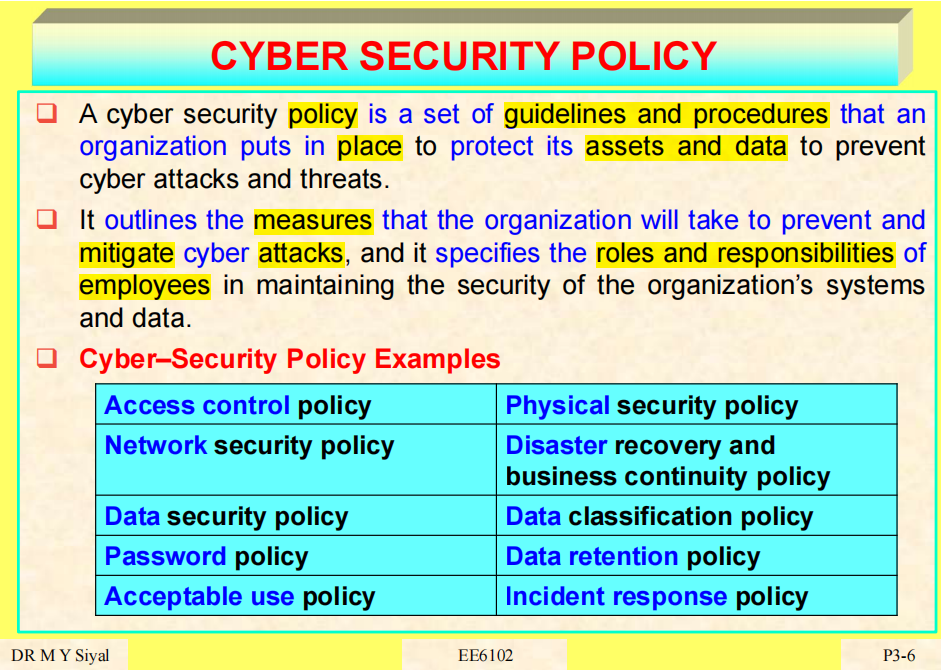 CYBER SECURITY POLICY
❑ A cyber security policy is a set of guidelines and procedures that an
organization puts in place to protect its assets and data to prevent
cyber attacks and threats.
❑ It outlines the measures that the organization will take to prevent and
mitigate cyber attacks, and it specifies the roles and responsibilities of
employees in maintaining the security of the organization’s systems
and data.
❑ Cyber–Security Policy Examples
Access control policy
Physical security policy
Network security policy
Disaster recovery and
business continuity policy
Data security policy
Data classification policy
Password policy
Data retention policy
Acceptable use policy
Incident response policy
DR M Y Siyal
EE6102
P3-6